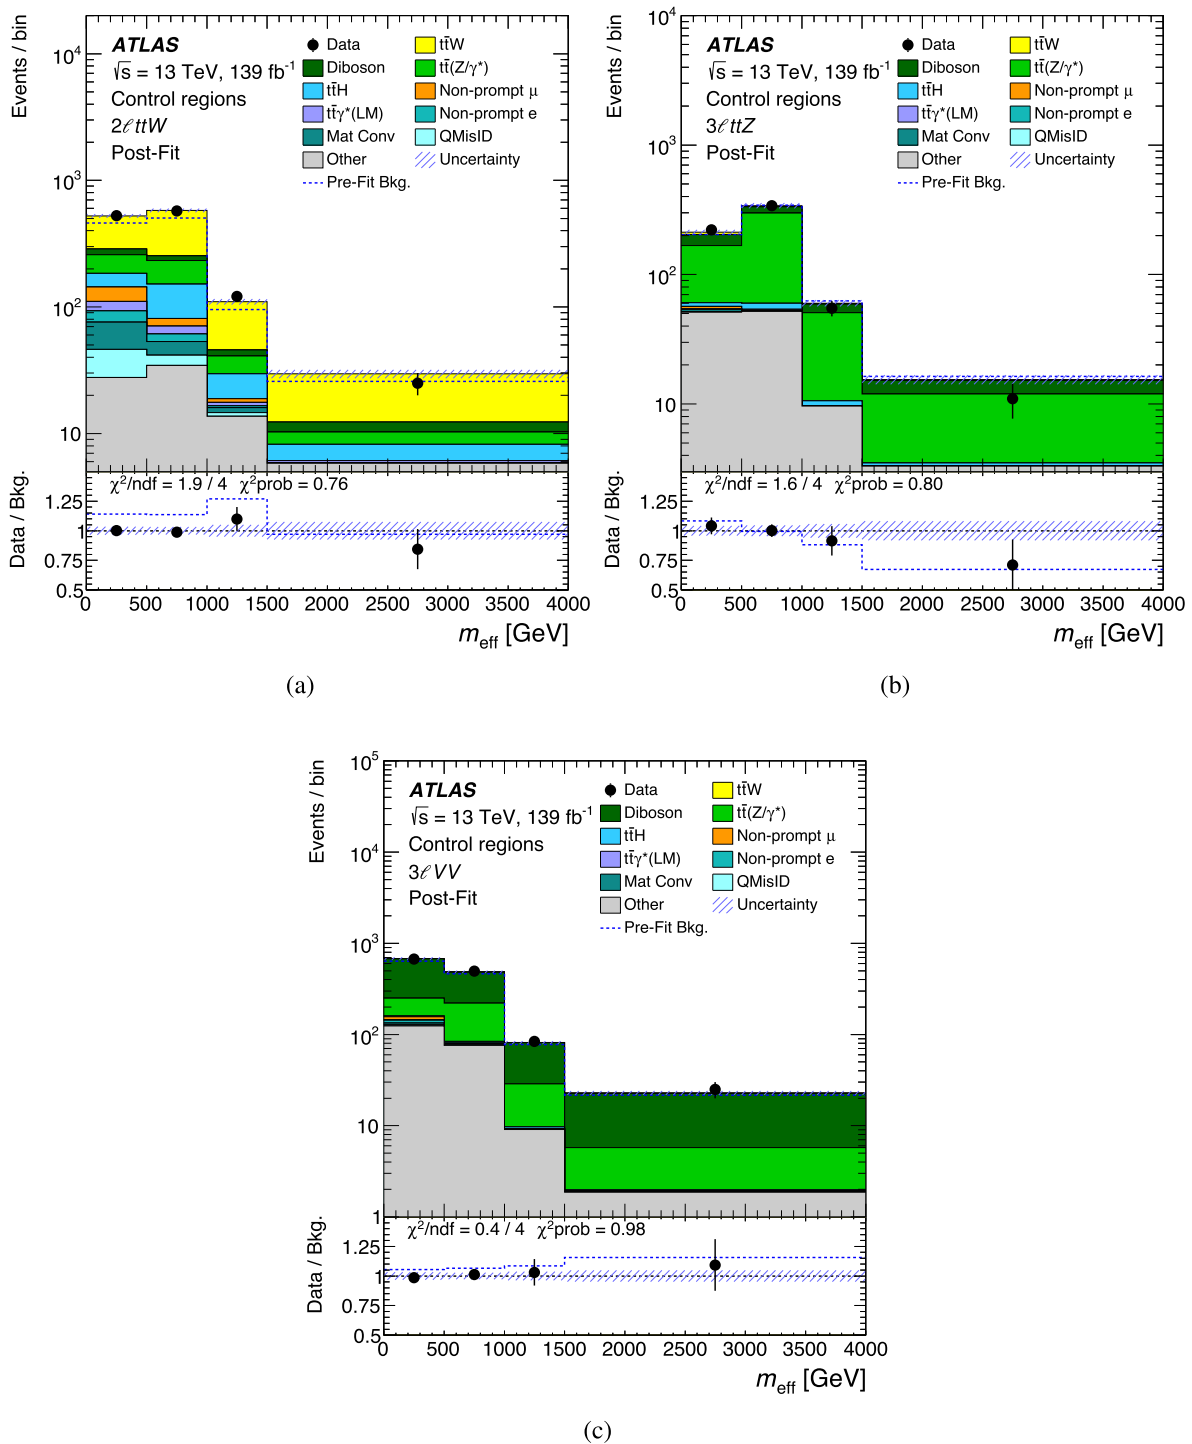 Events / bin
10⁴
10³
10²
10
ATLAS
√s = 13 TeV, 139 fb⁻¹
Control regions
2ℓttW
Post-Fit
Data
tt̄W
Diboson
tt̄(Z/γ*)
tt̄H
Non-prompt μ
tt̄γ*(LM)
Non-prompt e
Mat Conv
QMisID
Other
Uncertainty
Pre-Fit Bkg.
Data / Bkg.
χ²/ndf = 1.9 / 4 χ²prob = 0.76
1.25
1
0.75
0.5
0 500 1000 1500 2000 2500 3000 3500 4000
m_eff [GeV]
(a)
Events / bin
10⁴
10³
10²
10
ATLAS
√s = 13 TeV, 139 fb⁻¹
Control regions
3ℓttZ
Post-Fit
Data
tt̄W
Diboson
tt̄(Z/γ*)
tt̄H
Non-prompt μ
tt̄γ*(LM)
Non-prompt e
Mat Conv
QMisID
Other
Uncertainty
Pre-Fit Bkg.
Data / Bkg.
χ²/ndf = 1.6 / 4 χ²prob = 0.80
1.25
1
0.75
0.5
0 500 1000 1500 2000 2500 3000 3500 4000
m_eff [GeV]
(b)
Events / bin
10⁵
10⁴
10³
10²
10
1
ATLAS
√s = 13 TeV, 139 fb⁻¹
Control regions
3ℓVV
Post-Fit
Data
tt̄W
Diboson
tt̄(Z/γ*)
tt̄H
Non-prompt μ
tt̄γ*(LM)
Non-prompt e
Mat Conv
QMisID
Other
Uncertainty
Pre-Fit Bkg.
Data / Bkg.
χ²/ndf = 0.4 / 4 χ²prob = 0.98
1.25
1
0.75
0.5
0 500 1000 1500 2000 2500 3000 3500 4000
m_eff [GeV]
(c)